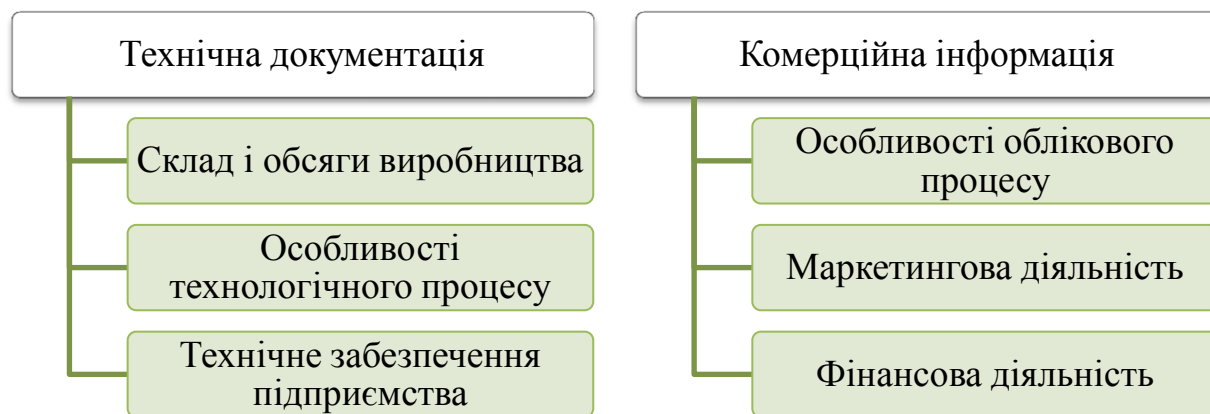 Технічна документація
Склад і обсяги виробництва
Особливості
технологічного процесу
Технічне забезпечення
підприємства
Комерційна інформація
Особливості облікового
процесу
Маркетингова діяльність
Фінансова діяльність